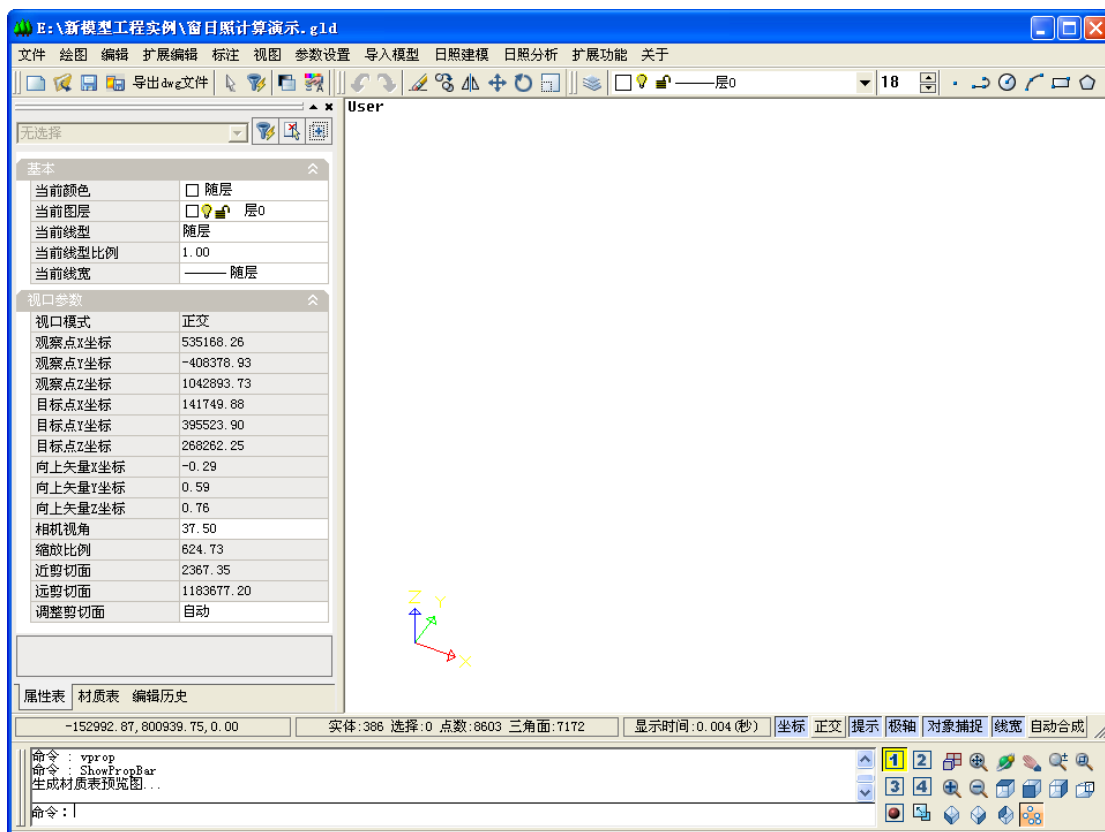 E:\新模型工程实例\窗日照计算演示.gld
文件 绘图 编辑 扩展编辑 标注 视图 参数设置 导入模型 日照建模 日照分析 扩展功能 关于
导出dwg文件 层0 18
User
无选择
基本
当前颜色 随层
当前图层 层0
当前线型 随层
当前线型比例 1.00
当前线宽 随层
视口参数
视口模式 正交
观察点X坐标 535168.26
观察点Y坐标 -408378.93
观察点Z坐标 1042893.73
目标点X坐标 141749.88
目标点Y坐标 395523.90
目标点Z坐标 268262.25
向上矢量X坐标 -0.29
向上矢量Y坐标 0.59
向上矢量Z坐标 0.76
相机视角 37.50
缩放比例 624.73
近剪切面 2367.35
远剪切面 1183677.20
调整剪切面 自动
Z Y
X
属性表 材质表 编辑历史
-152992.87,800939.75,0.00 实体:386 选择:0 点数:8603 三角面:7172 显示时间:0.004(秒) 坐标 正交 提示 极轴 对象捕捉 线宽 自动合成
命令 : vprop
命令 : ShowPropBar
生成材质表预览图...
命令:
1 2
3 4